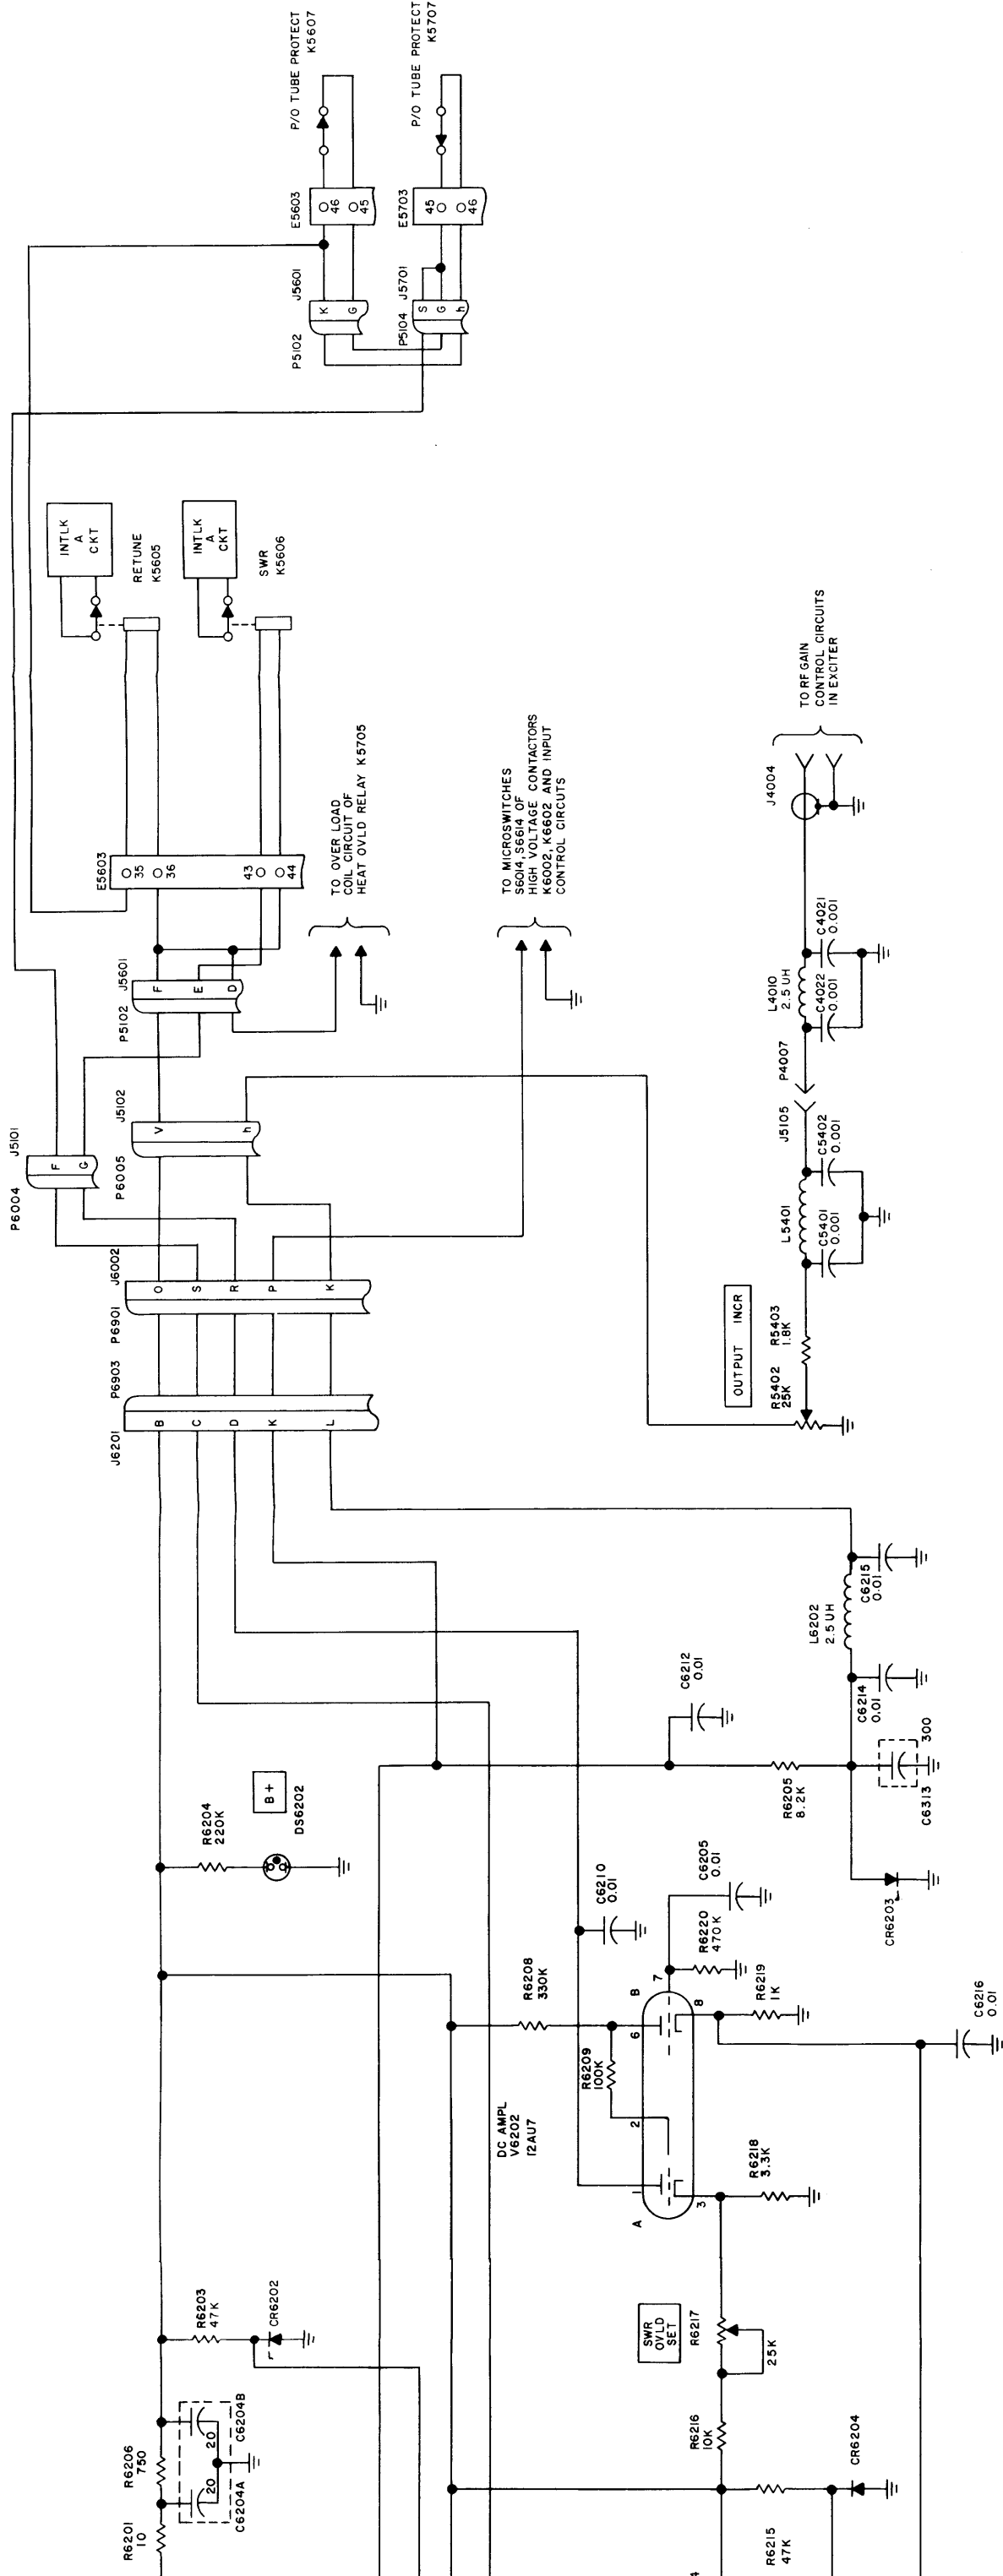 P/O TUBE PROTECT
K5607
P/O TUBE PROTECT
K5707
E5603
46
45
E5703
45
46
J5601
K
G
P5102
J5701
S
G
h
P5104
INTLK
A
CKT
RETUNE
K5605
INTLK
A
CKT
SWR
K5606
E5603
35
36
43
44
TO OVER LOAD
COIL CIRCUIT OF
HEAT OVLD RELAY K5705
TO MICROSWITCHES
S6014, S6614 OF
HIGH VOLTAGE CONTACTORS
K6002, K6602 AND INPUT
CONTROL CIRCUTS
TO RF GAIN
CONTROL CIRCUITS
IN EXCITER
J4004
J5601
F
E
D
P5102
C4021
0.001
L4010
2.5 UH
C4022
0.001
P4007
J5105
J5101
F
G
P6004
J5102
V
h
P6005
C5402
0.001
L5401
C5401
0.001
J6002
O
S
R
P
K
P6901
P6903
B
C
D
K
L
J6201
OUTPUT INCR
R5403
1.8K
R5402
25K
C6215
0.01
L6202
2.5 UH
C6214
0.01
C6212
0.01
R6205
8.2K
300
C6313
CR6203
R6204
220K
B+
DS6202
C6210
0.01
C6205
0.01
R6220
470K
R6208
330K
B
7
6
8
R6219
1K
C6216
0.01
R6209
100K
DC AMPL
V6202
12AU7
2
1
3
A
R6218
3.3K
R6203
47K
CR6202
SWR
OVLD
SET
R6217
25K
R6206
750
20
C6204B
20
C6204A
R6201
10
R6216
10K
CR6204
R6215
47K